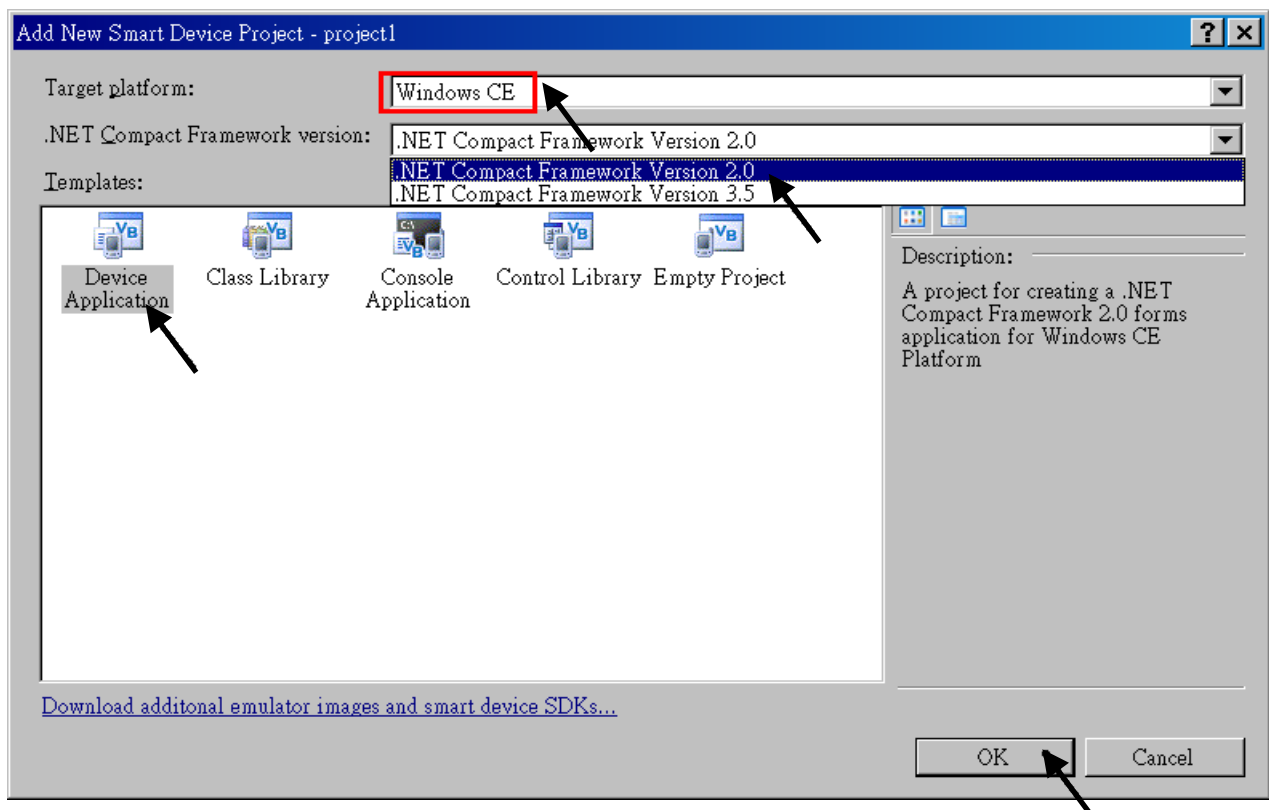 Add New Smart Device Project - project1
Target platform:
Windows CE
.NET Compact Framework version:
.NET Compact Framework Version 2.0
.NET Compact Framework Version 2.0
.NET Compact Framework Version 3.5
Templates:
Device
Application
Class Library
Console
Application
Control Library
Empty Project
Description:
A project for creating a .NET
Compact Framework 2.0 forms
application for Windows CE
Platform
Download additonal emulator images and smart device SDKs...
OK
Cancel